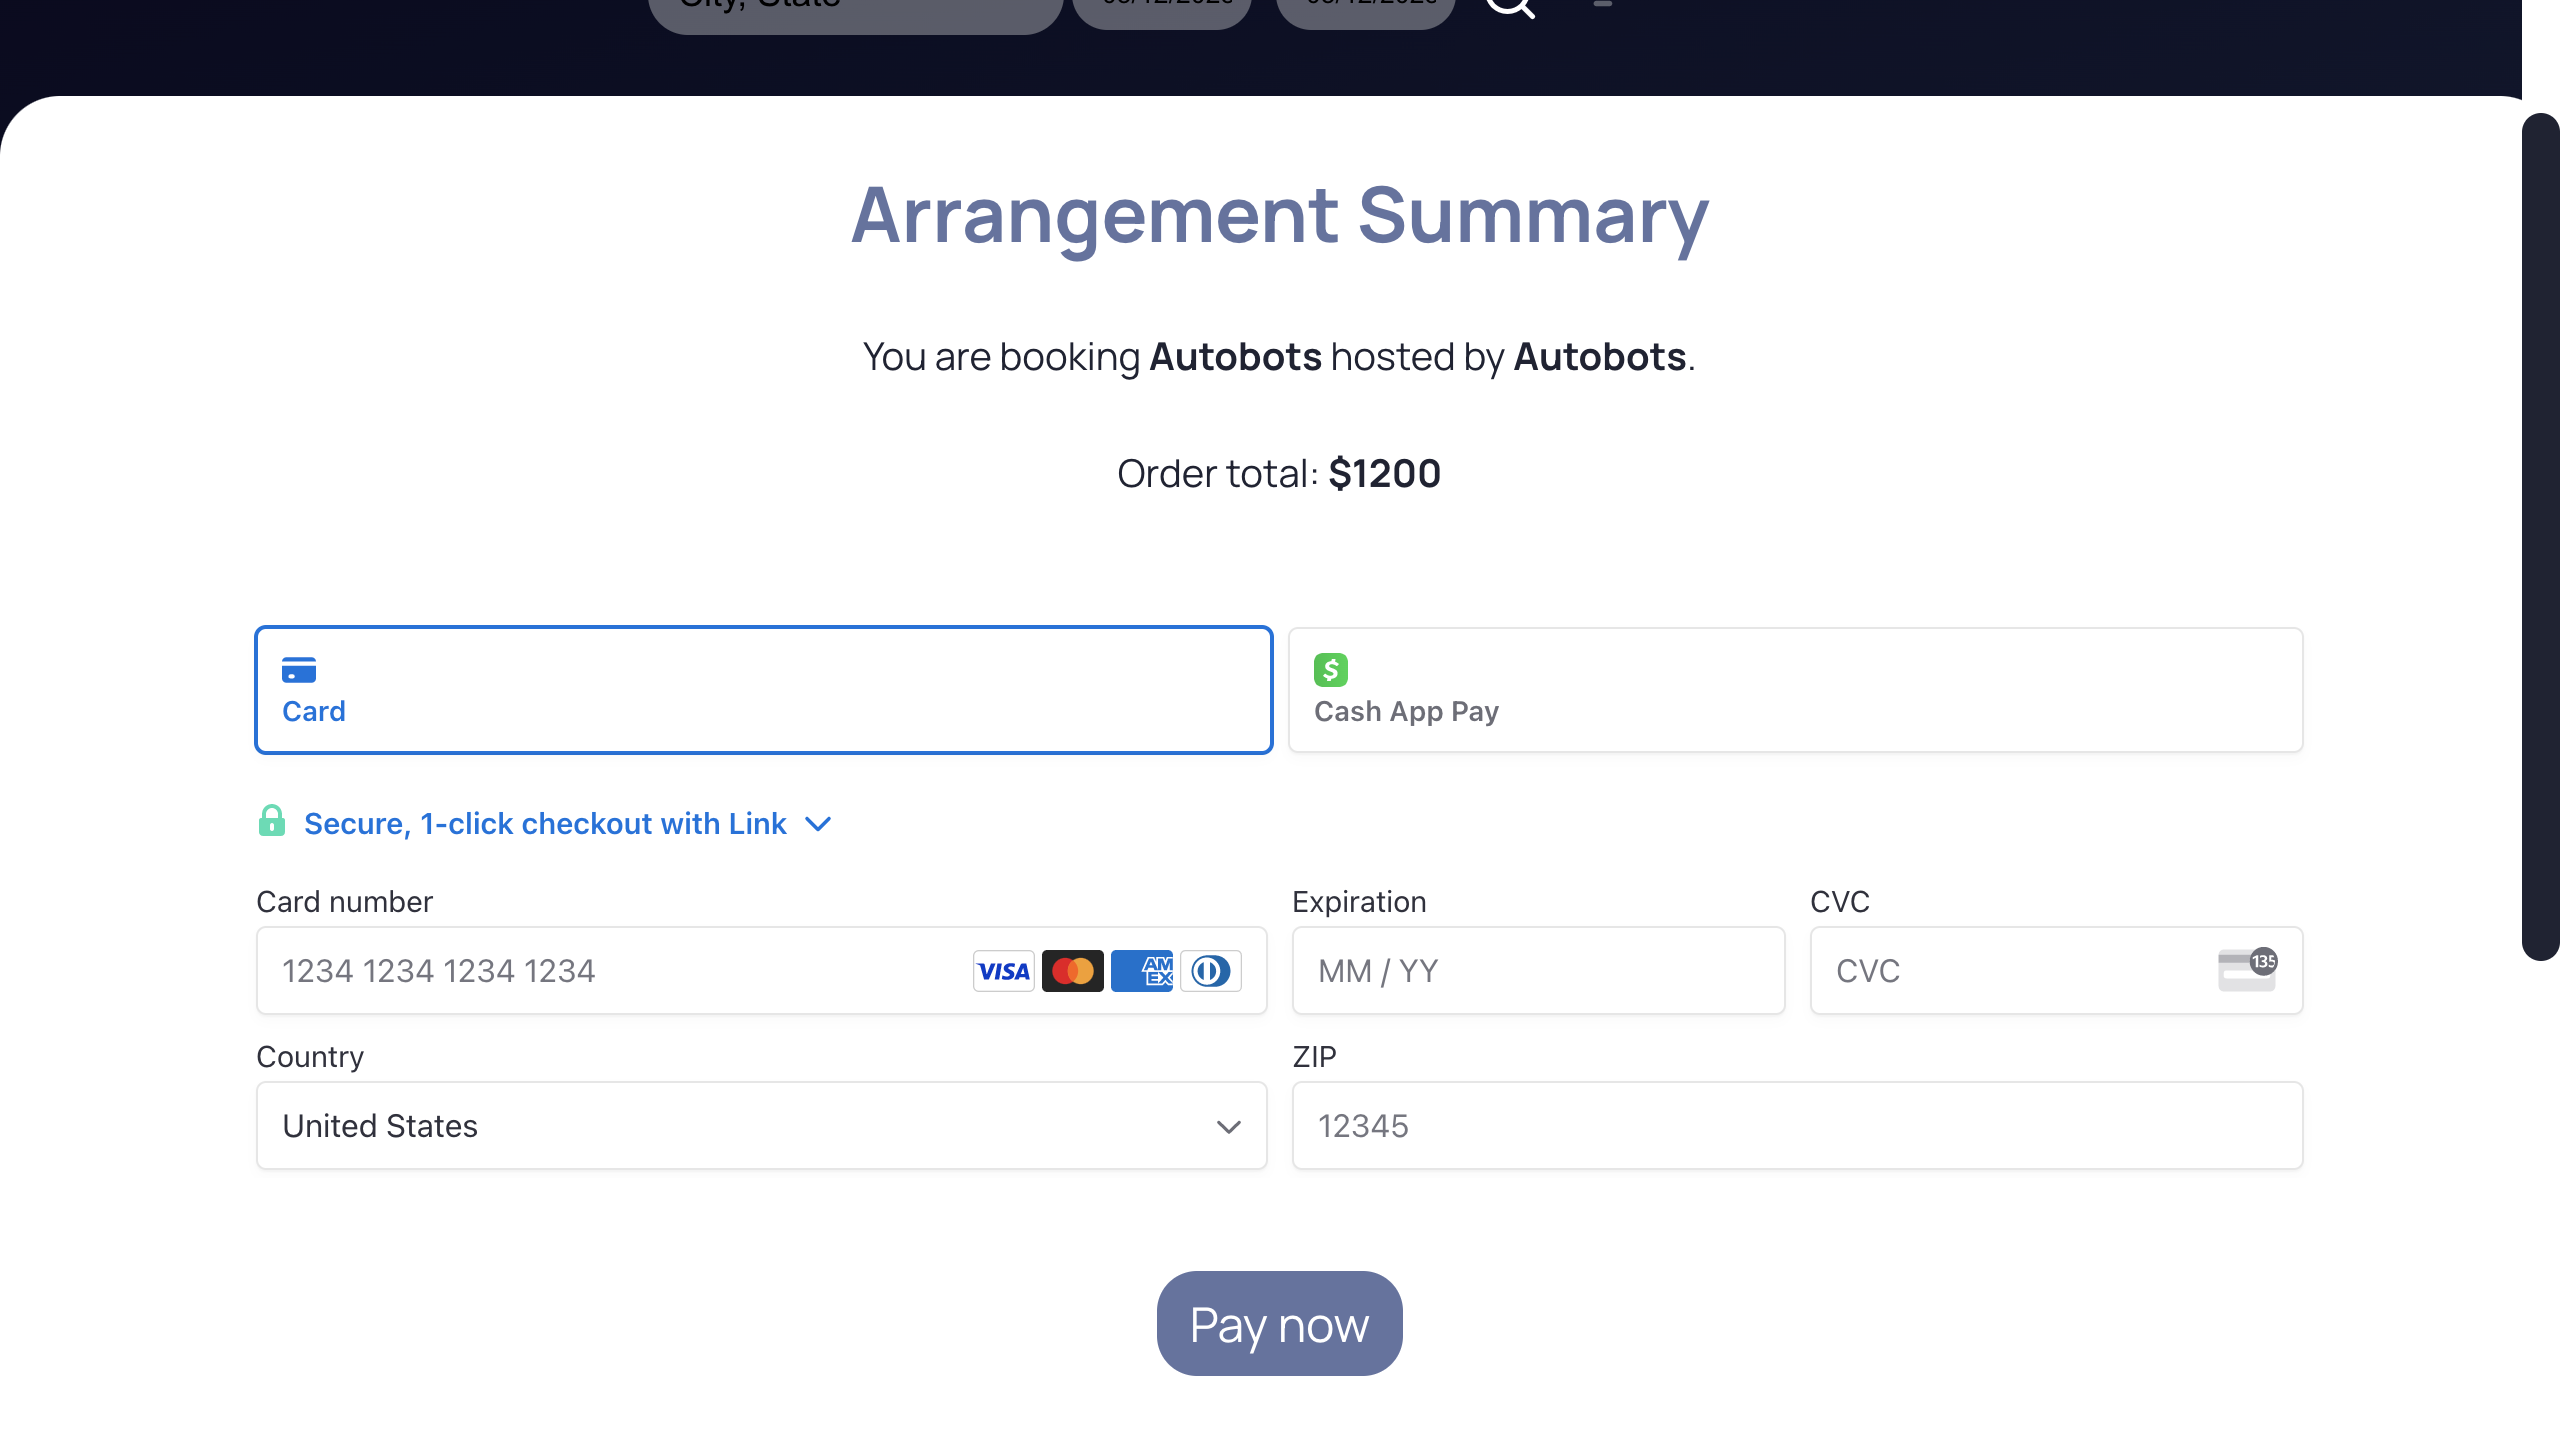 City, State
Arrangement Summary
You are booking Autobots hosted by Autobots.
Order total: $1200
Card
Cash App Pay
Secure, 1-click checkout with Link
Card number
Expiration
CVC
1234 1234 1234 1234
VISA
AM
EX
MM / YY
CVC
135
Country
ZIP
United States
12345
Pay now